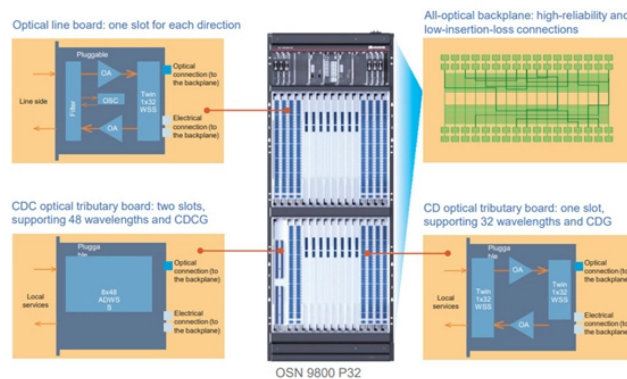 Optical line board: one slot for each direction
Pluggable
OA
Filter
OSC
Twin
1x32
WSS
OA
Line side
Optical
connection (to
the backplane)
Electrical
connection (to
the backplane)
All-optical backplane: high-reliability and
low-insertion-loss connections
CDC optical tributary board: two slots,
supporting 48 wavelengths and CDCG
Plugga
ble
8x48
ADWS
S
Local
services
Optical
connection (to
the backplane)
Electrical
connection (to
the backplane)
CD optical tributary board: one slot,
supporting 32 wavelengths and CDG
Plugga
ble
Twin
1x32
WSS
OA
OA
Twin
1x32
WSS
Local
services
Optical
connection (to
the backplane)
Electrical
connection (to
the backplane)
OSN 9800 P32